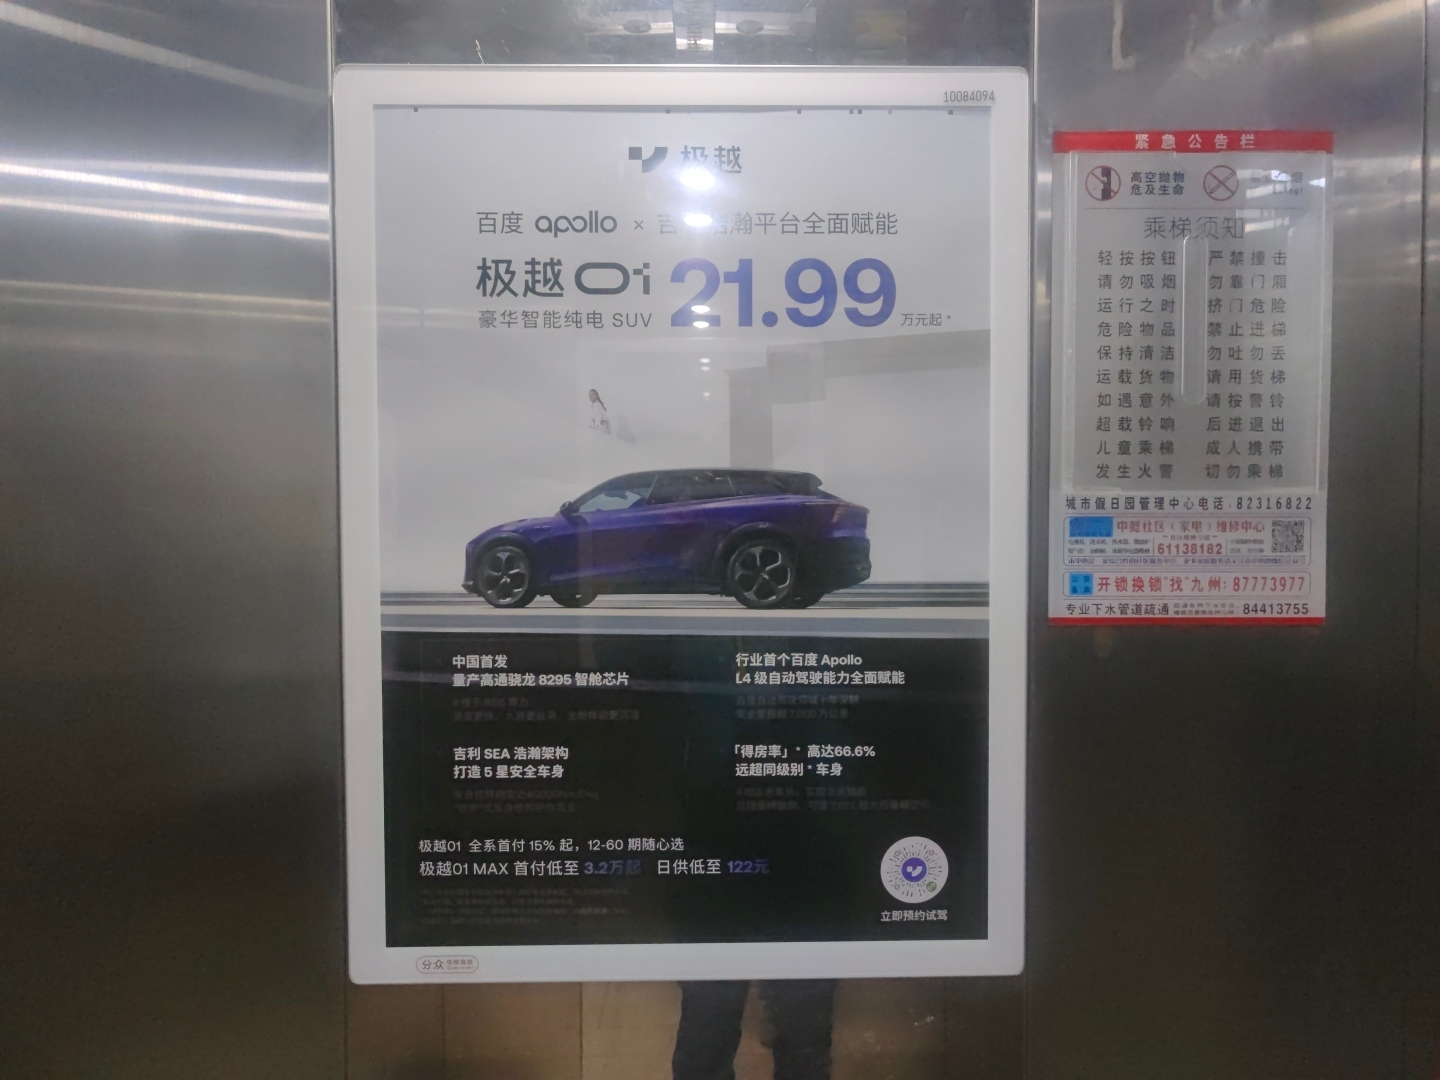 10084094
极越
百度 apollo × 吉 浩瀚平台全面赋能
极越 01 21.99
豪华智能纯电 SUV 万元起*
中国首发
量产高通骁龙 8295 智舱芯片
行业首个百度 Apollo
L4 级自动驾驶能力全面赋能
吉利 SEA 浩瀚架构
打造 5 星安全车身
「得房率」* 高达66.6%
远超同级别 * 车身
极越01 全系首付 15% 起，12-60 期随心选
极越01 MAX 首付低至 3.2万起 日供低至 122元
立即预约试驾
分众
紧急公告栏
高空抛物
危及生命
乘梯须知
轻按按钮 严禁撞击
请勿吸烟 勿靠门厢
运行之时 挤门危险
危险物品 禁止进梯
保持清洁 勿吐勿丢
运载货物 请用货梯
如遇意外 请按警铃
超载铃响 后进退出
儿童乘梯 成人携带
发生火警 切勿乘梯
城市假日园管理中心电话：82316822
中 社区（家电）维修中心
61138182
开锁换锁"找"九州：87773977
专业下水管道疏通 84413755